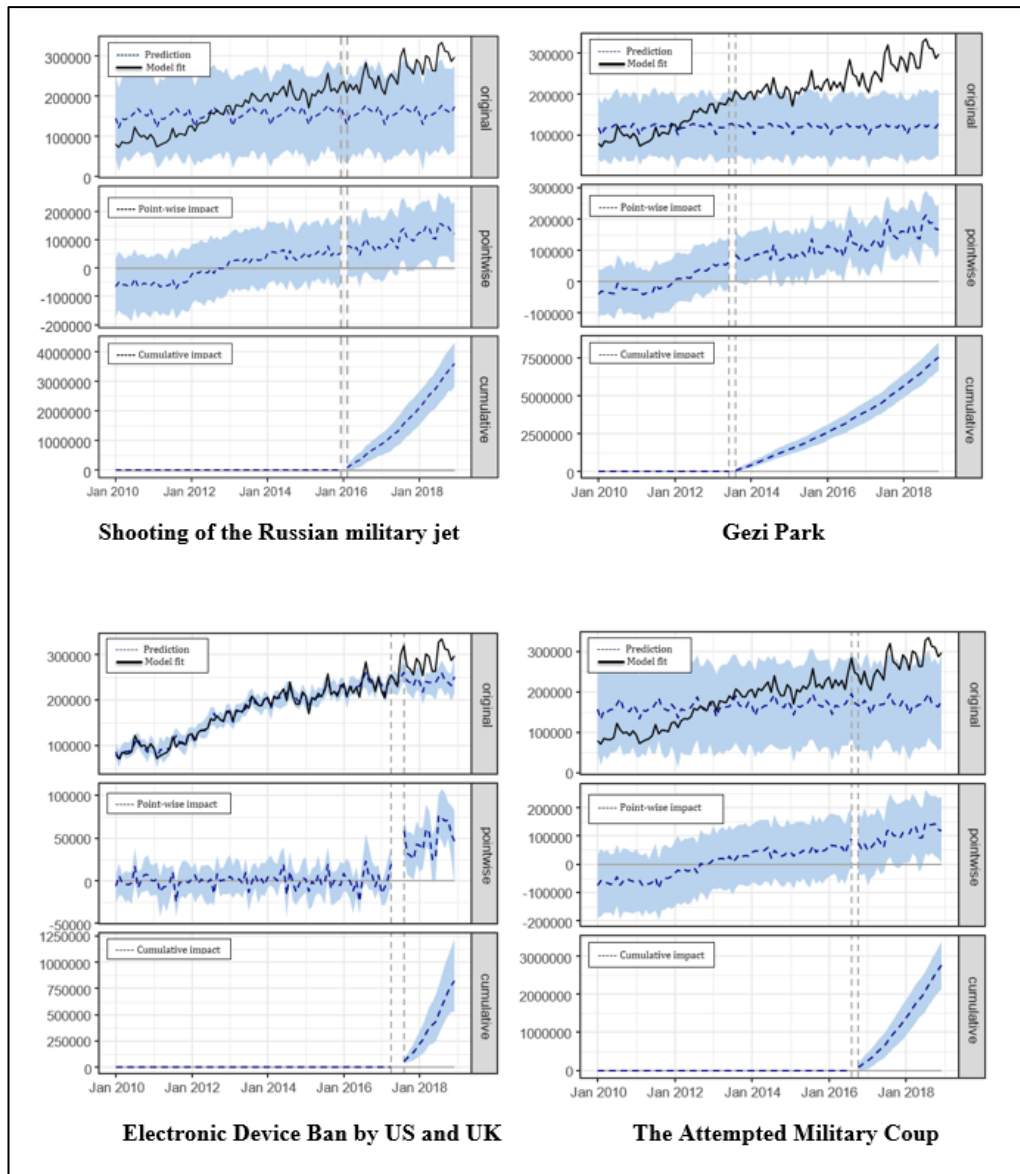 Prediction
Model fit
300000
200000
100000
0
original
Point-wise impact
200000
100000
0
-100000
-200000
pointwise
Cumulative impact
4000000
3000000
2000000
1000000
0
cumulative
Jan 2010 Jan 2012 Jan 2014 Jan 2016 Jan 2018
Shooting of the Russian military jet
Prediction
Model fit
300000
200000
100000
0
original
Point-wise impact
300000
200000
100000
0
-100000
pointwise
Cumulative impact
7500000
5000000
2500000
0
cumulative
Jan 2010 Jan 2012 Jan 2014 Jan 2016 Jan 2018
Gezi Park
Prediction
Model fit
300000
200000
100000
original
Point-wise impact
100000
50000
0
-50000
pointwise
Cumulative impact
1250000
1000000
750000
500000
250000
0
cumulative
Jan 2010 Jan 2012 Jan 2014 Jan 2016 Jan 2018
Electronic Device Ban by US and UK
Prediction
Model fit
300000
200000
100000
0
original
Point-wise impact
200000
100000
0
-100000
-200000
pointwise
Cumulative impact
3000000
2000000
1000000
0
cumulative
Jan 2010 Jan 2012 Jan 2014 Jan 2016 Jan 2018
The Attempted Military Coup